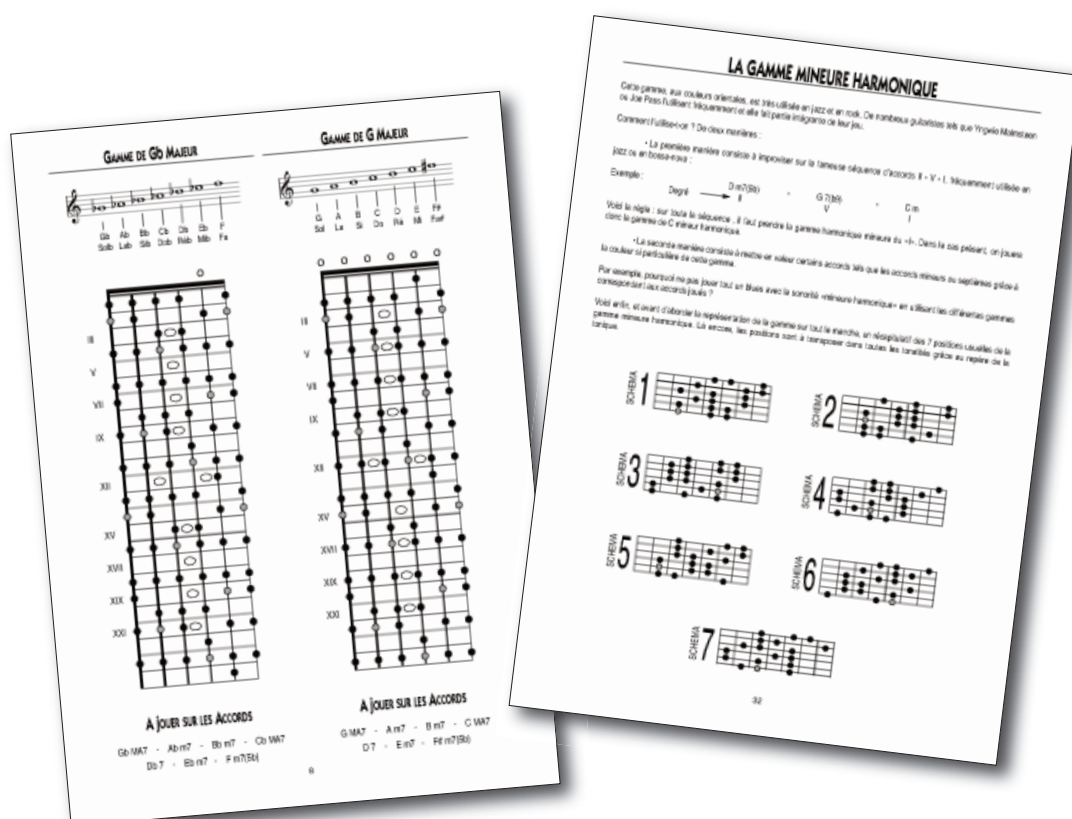 GAMME DE Gb MAJEUR
Gb Ab Bb Cb Db Eb F
Solb Lab Sib Dob Réb Mib Fa
III
V
VII
IX
XII
XV
XVII
XIX
XXI
A JOUER SUR LES ACCORDS
Gb MA7 - Ab m7 - Bb m7 - Cb MA7
Db 7 - Eb m7 - F m7(5b)
GAMME DE G MAJEUR
G A B C D E F#
Sol La Si Do Ré Mi Fa#
III
V
VII
IX
XII
XV
XVII
XIX
XXI
A JOUER SUR LES ACCORDS
G MA7 - A m7 - B m7 - C MA7
D 7 - E m7 - F# m7(5b)
8
LA GAMME MINEURE HARMONIQUE
Cette gamme, aux couleurs orientales, est très utilisée en jazz et en rock. De nombreux guitaristes tels que Yngwie Malmsteen
ou Joe Pass l'utilisent fréquemment et elle fait partie intégrante de leur jeu.
Comment l'utilise-t-on ? De deux manières :
• La première manière consiste à improviser sur la fameuse séquence d'accords II - V - I, fréquemment utilisée en
jazz ou en bossa-nova :
Exemple :
Degré D m7(5b) - G 7(b9) - C m
II V I
Voici la règle : sur toute la séquence , il faut prendre la gamme harmonique mineure du «I». Dans le cas présent, on jouera
donc la gamme de C mineur harmonique.
• La seconde manière consiste à mettre en valeur certains accords tels que les accords mineurs ou septièmes grâce à
la couleur si particulière de cette gamme.
Par exemple, pourquoi ne pas jouer tout un Blues avec la sonorité «mineure harmonique» en utilisant les différentes gammes
correspondant aux accords joués ?
Voici enfin, et avant d'aborder la représentation de la gamme sur tout le manche, un récapitulatif des 7 positions usuelles de la
gamme mineure harmonique. Là encore, les positions sont à transposer dans toutes les tonalités grâce au repère de la
tonique.
SCHEMA 1
SCHEMA 2
SCHEMA 3
SCHEMA 4
SCHEMA 5
SCHEMA 6
SCHEMA 7
32